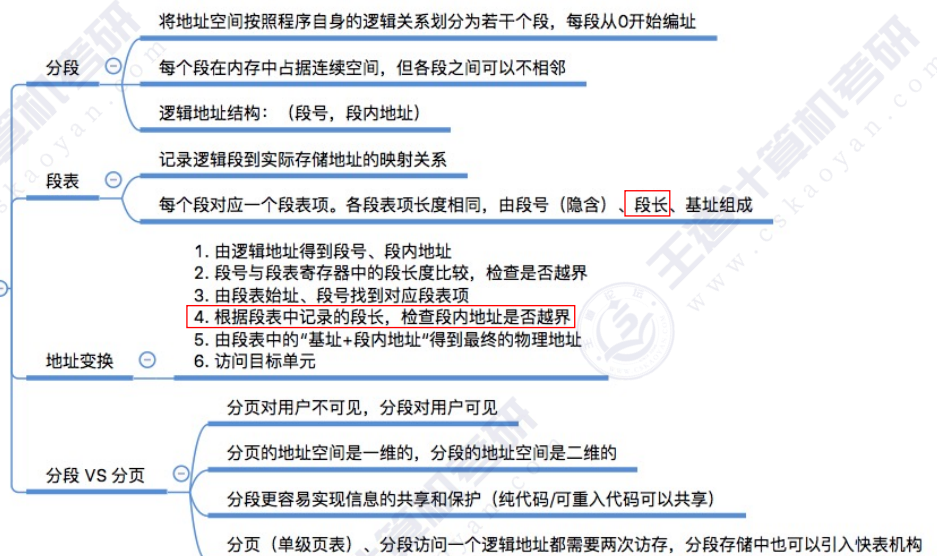 将地址空间按照程序自身的逻辑关系划分为若干个段，每段从0开始编址
分段
每个段在内存中占据连续空间，但各段之间可以不相邻
逻辑地址结构：（段号，段内地址）
记录逻辑段到实际存储地址的映射关系
段表
每个段对应一个段表项。各段表项长度相同，由段号（隐含）、段长、基址组成
1. 由逻辑地址得到段号、段内地址
2. 段号与段表寄存器中的段长度比较，检查是否越界
3. 由段表始址、段号找到对应段表项
4. 根据段表中记录的段长，检查段内地址是否越界
5. 由段表中的“基址+段内地址”得到最终的物理地址
地址变换
6. 访问目标单元
分页对用户不可见，分段对用户可见
分页的地址空间是一维的，分段的地址空间是二维的
分段 VS 分页
分段更容易实现信息的共享和保护（纯代码/可重入代码可以共享）
分页（单级页表）、分段访问一个逻辑地址都需要两次访存，分段存储中也可以引入快表机构
王道计算机考研
www.cskaoyan.com